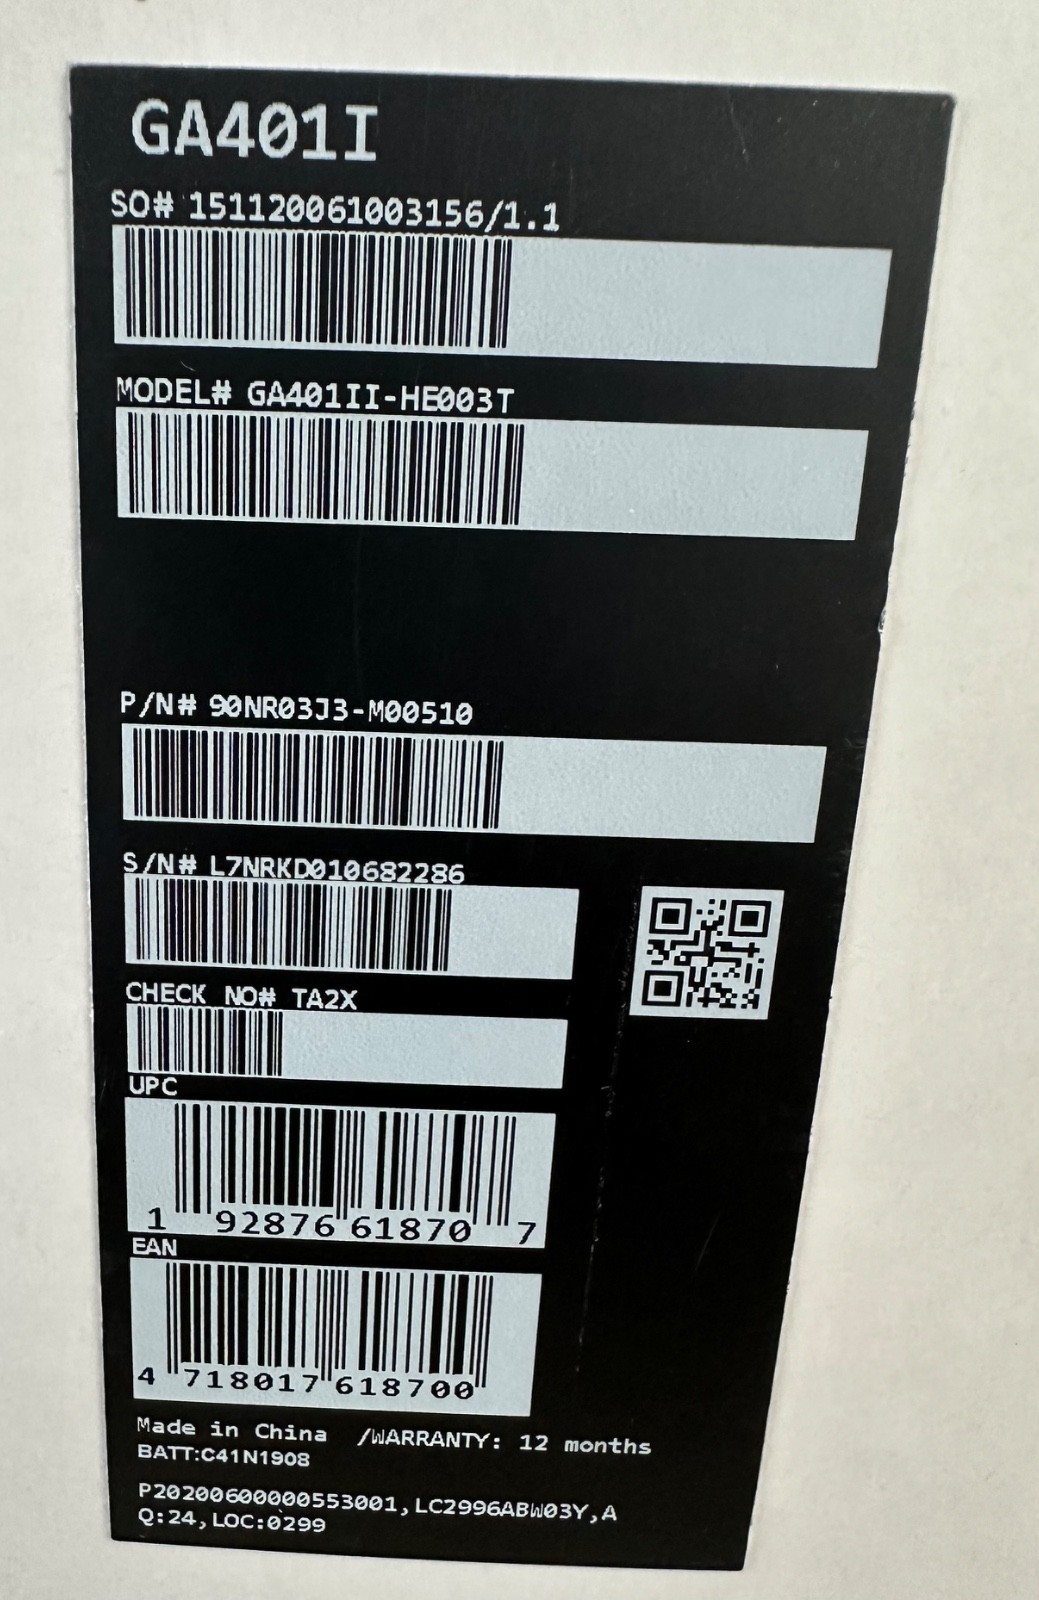 GA401I
SO# 151120061003156/1.1
MODEL# GA401II-HE003T
P/N# 90NR03J3-M00510
S/N# L7NRKD010682286
CHECK NO# TA2X
UPC
1 92876 61870 7
EAN
4 718017 618700
Made in China /WARRANTY: 12 months
BATT:C41N1908
P20200600000553001,LC2996ABW03Y,A
Q:24,LOC:0299